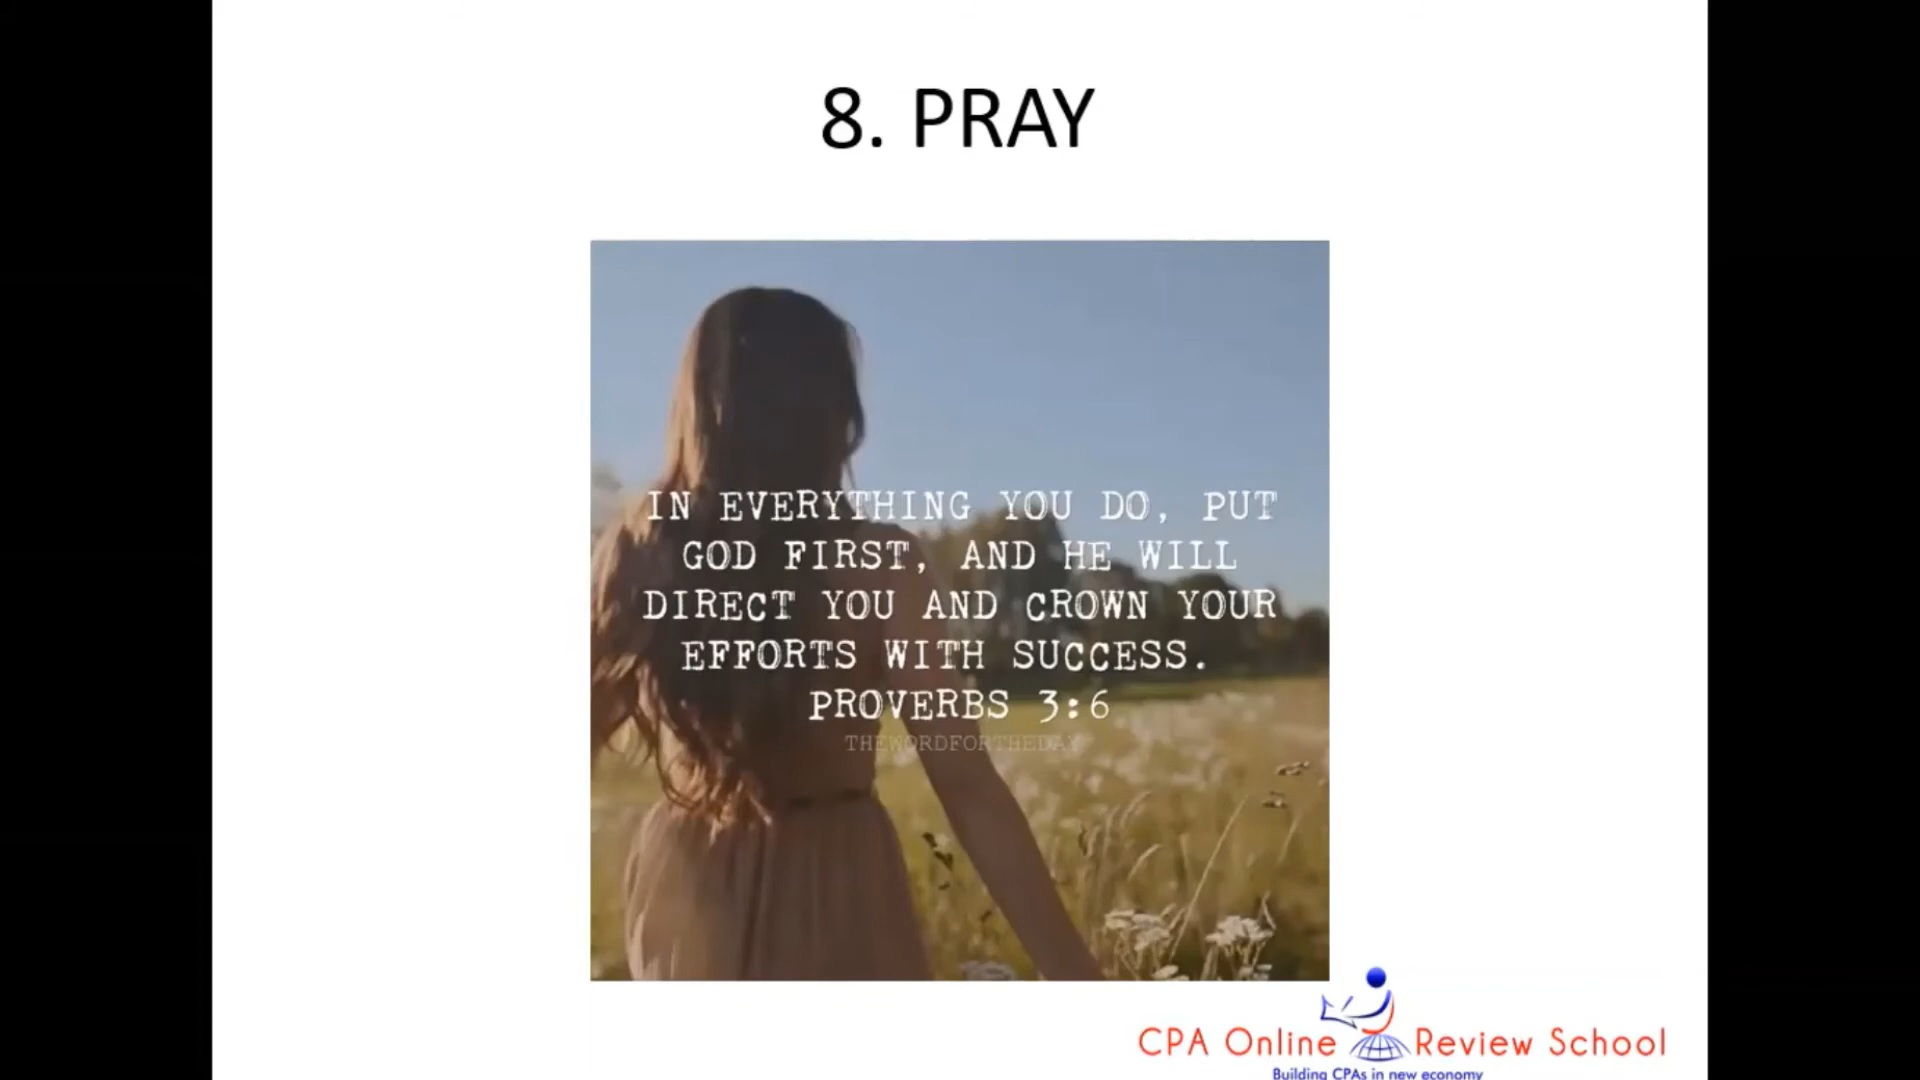 8. PRAY
IN EVERYTHING YOU DO, PUT
GOD FIRST, AND HE WILL
DIRECT YOU AND CROWN YOUR
EFFORTS WITH SUCCESS.
PROVERBS 3:6
THEWORDFORTHEDAY
CPA Online Review School
Building CPAs in new economy